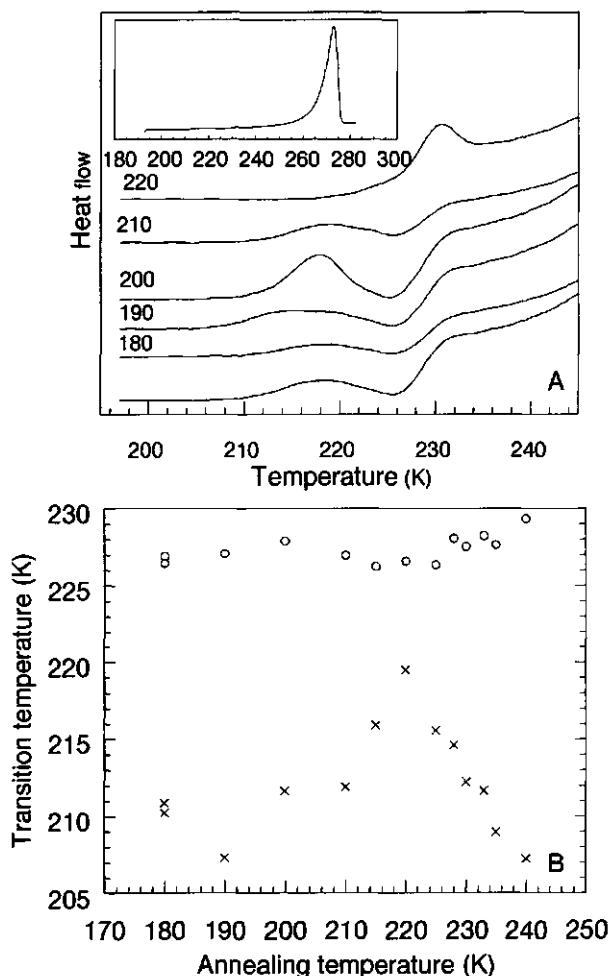 180 200 220 240 260 280 300
220
210
200
190
180
Heat flow
A
200 210 220 230 240
Temperature (K)
230
225
220
215
210
205
Transition temperature (K)
B
170 180 190 200 210 220 230 240 250
Annealing temperature (K)